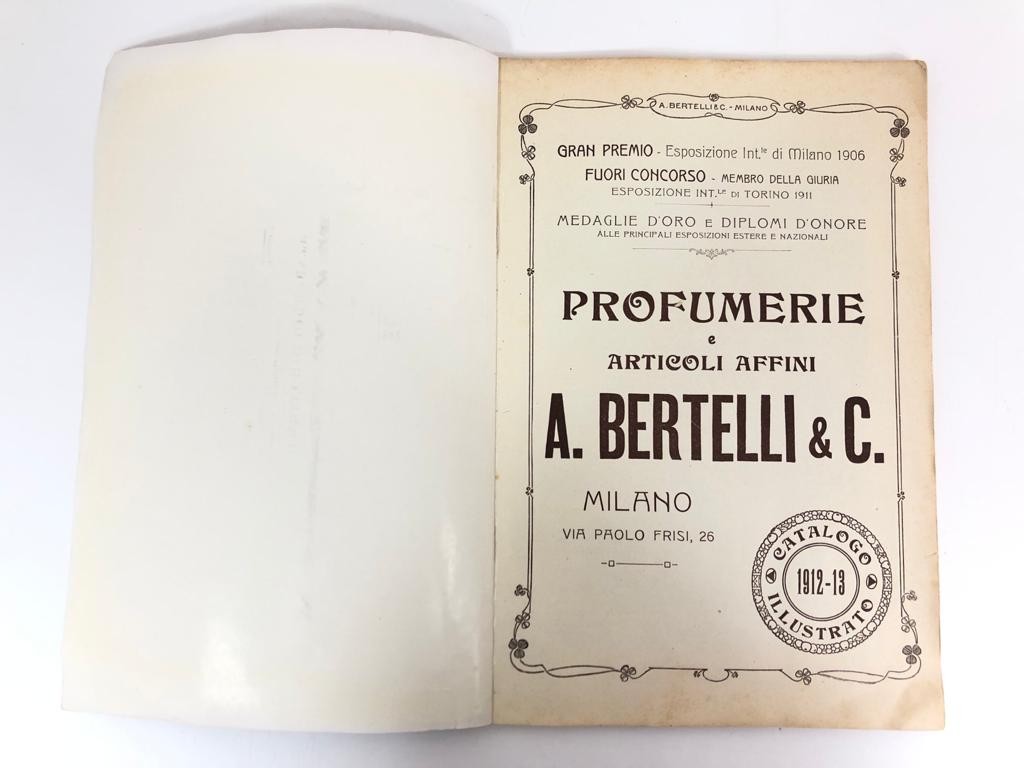 A. BERTELLI & C. - MILANO
GRAN PREMIO - Esposizione Int.le di Milano 1906
FUORI CONCORSO - MEMBRO DELLA GIURIA
ESPOSIZIONE INT.LE DI TORINO 1911
MEDAGLIE D'ORO E DIPLOMI D'ONORE
ALLE PRINCIPALI ESPOSIZIONI ESTERE E NAZIONALI
PROFUMERIE
e
ARTICOLI AFFINI
A. BERTELLI & C.
MILANO
VIA PAOLO FRISI, 26
CATALOGO
1912-13
ILLUSTRATO